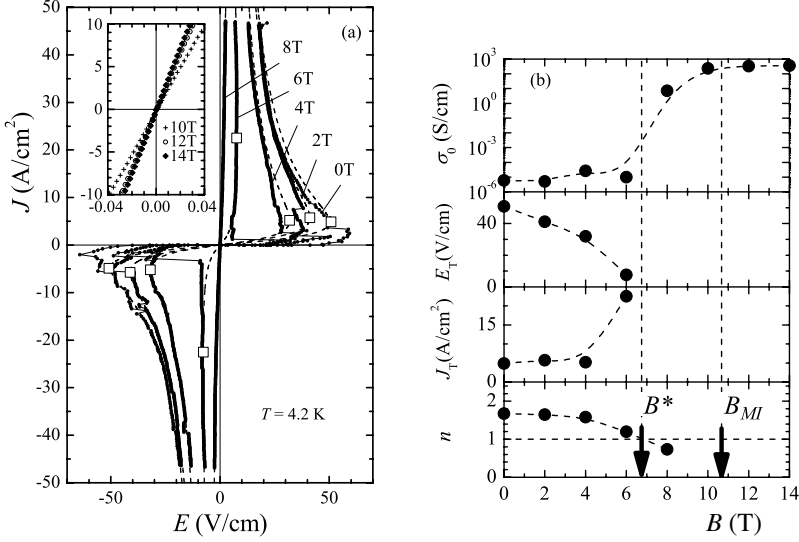 50
(a)
40
30
20
10
0
-10
-20
-30
-40
-50
J (A/cm²)
-50
0
50
E (V/cm)
8T
6T
4T
2T
0T
T = 4.2 K
10
5
0
-5
-10
-0.04
0.00
0.04
10T
12T
14T
(b)
10³
10⁰
10⁻³
10⁻⁶
σ₀ (S/cm)
40
0
E_T(V/cm)
15
0
J_T(A/cm²)
2
1
0
n
B*
B_MI
0
2
4
6
8
10
12
14
B (T)